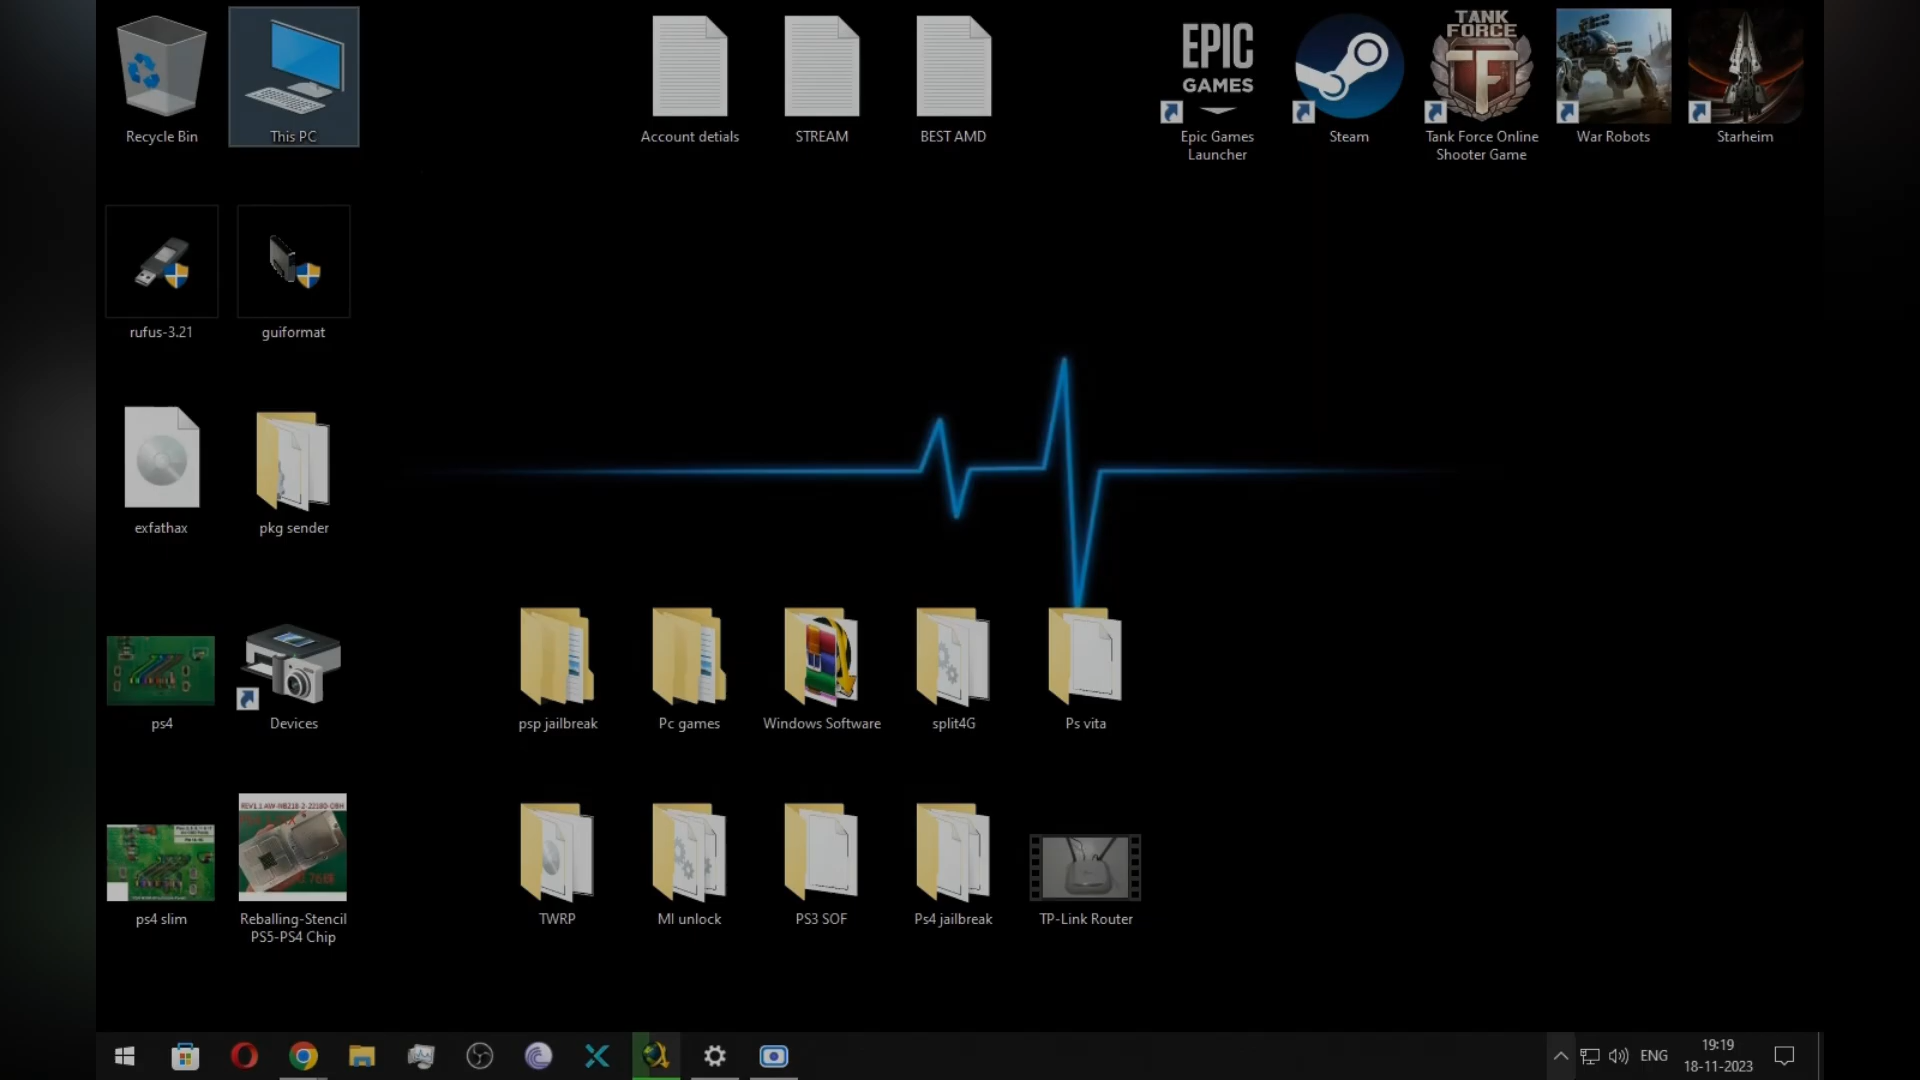 Recycle Bin
This PC
Account detials
STREAM
BEST AMD
EPIC
GAMES
Epic Games
Launcher
Steam
TANK
FORCE
TF
Tank Force Online
Shooter Game
War Robots
Starheim
rufus-3.21
guiformat
exfathax
pkg sender
ps4
Devices
psp jailbreak
Pc games
Windows Software
split4G
Ps vita
ps4 slim
Reballing-Stencil
PS5-PS4 Chip
TWRP
MI unlock
PS3 SOF
Ps4 jailbreak
TP-Link Router
ENG
19:19
18-11-2023